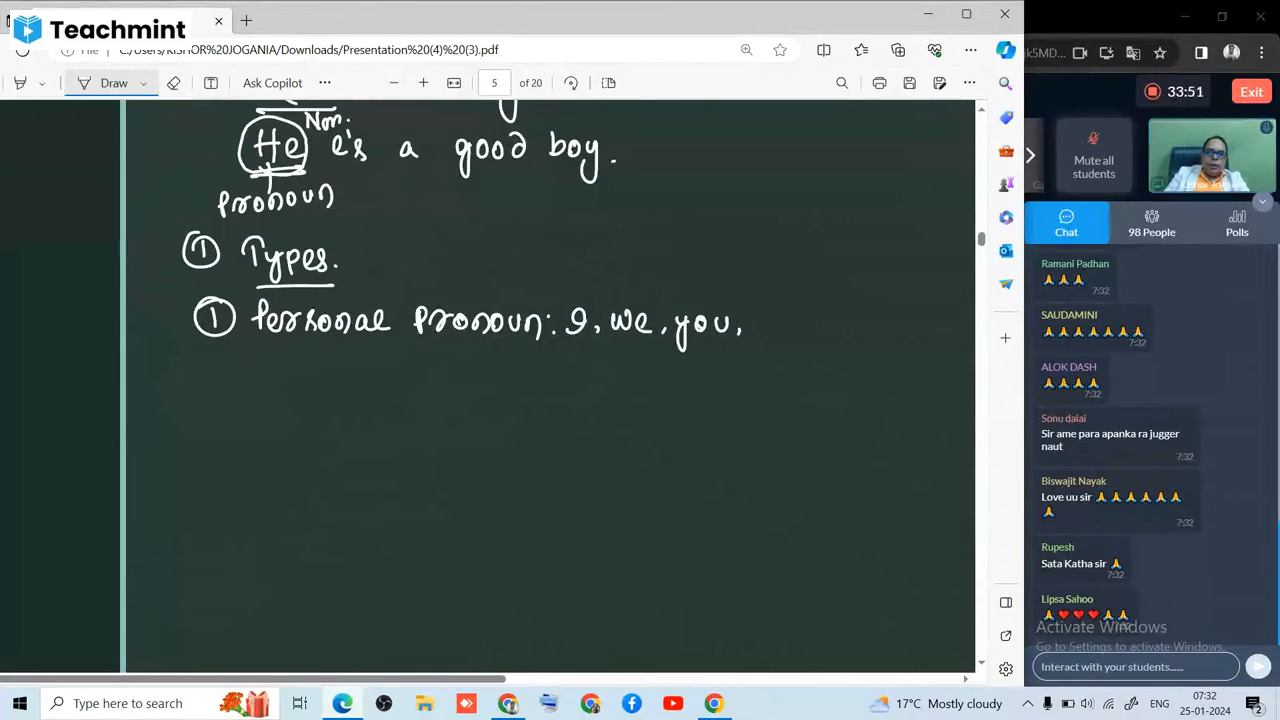 Teachmint
File
C:/Users/KISHOR%20JOGANIA/Downloads/Presentation%20(4)%20(3).pdf
Draw
Ask Copilot
5 of 20
Non.
He is a good boy.
Pronoun
① Types.
① Personal Pronoun: I, we, you,
33:51
Exit
Mute all
students
Chat
98 People
Polls
Ramani Padhan
🙏🙏🙏
7:32
SAUDAMINI
🙏🙏🙏🙏🙏🙏🙏
7:32
ALOK DASH
🙏🙏🙏🙏
7:32
Sonu dalai
Sir ame para apanka ra jugger
naut
7:32
Biswajit Nayak
Love uu sir 🙏🙏🙏🙏🙏🙏
🙏
7:32
Rupesh
Sata Katha sir 🙏
7:32
Lipsa Sahoo
🙏❤❤❤🙏🙏
7:32
Activate Windows
Go to Settings to activate Windows.
Interact with your students......
Type here to search
17°C Mostly cloudy
ENG
07:32
25-01-2024
2